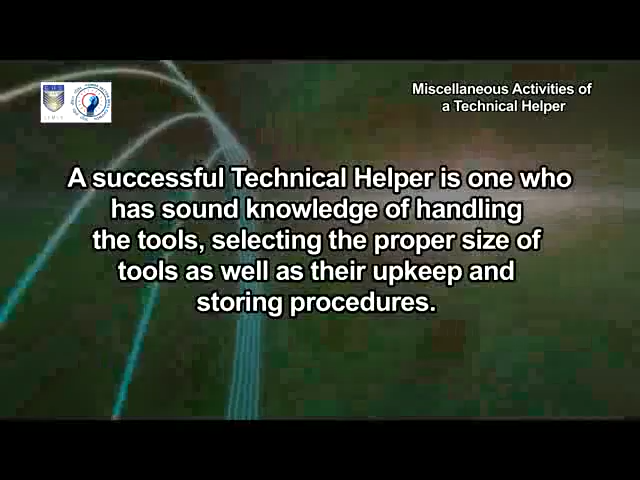 Miscellaneous Activities of
a Technical Helper
A successful Technical Helper is one who
has sound knowledge of handling
the tools, selecting the proper size of
tools as well as their upkeep and
storing procedures.